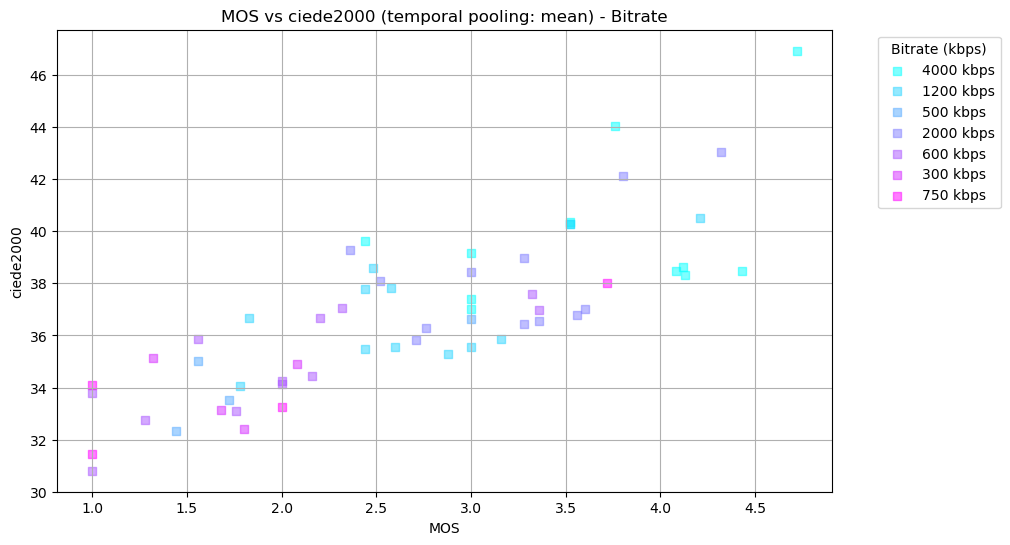 MOS vs ciede2000 (temporal pooling: mean) - Bitrate
ciede2000
46
44
42
40
38
36
34
32
30
1.0 1.5 2.0 2.5 3.0 3.5 4.0 4.5
MOS
Bitrate (kbps)
4000 kbps
1200 kbps
500 kbps
2000 kbps
600 kbps
300 kbps
750 kbps